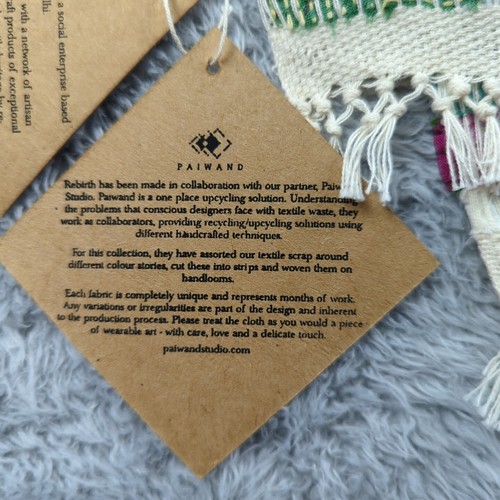 a social enterprise based
lhi.
with a network of artisan
raft products of exceptional
PAIWAND
Rebirth has been made in collaboration with our partner, Paiw
Studio. Paiwand is a one place upcycling solution. Understanding
the problems that conscious designers face with textile waste, they
work as collaborators, providing recycling/upcycling solutions using
different handcrafted techniques.
For this collection, they have assorted our textile scrap around
different colour stories, cut these into strips and woven them on
handlooms.
Each fabric is completely unique and represents months of work.
Any variations or irregularities are part of the design and inherent
to the production process. Please treat the cloth as you would a piece
of wearable art - with care, love and a delicate touch.
paiwandstudio.com